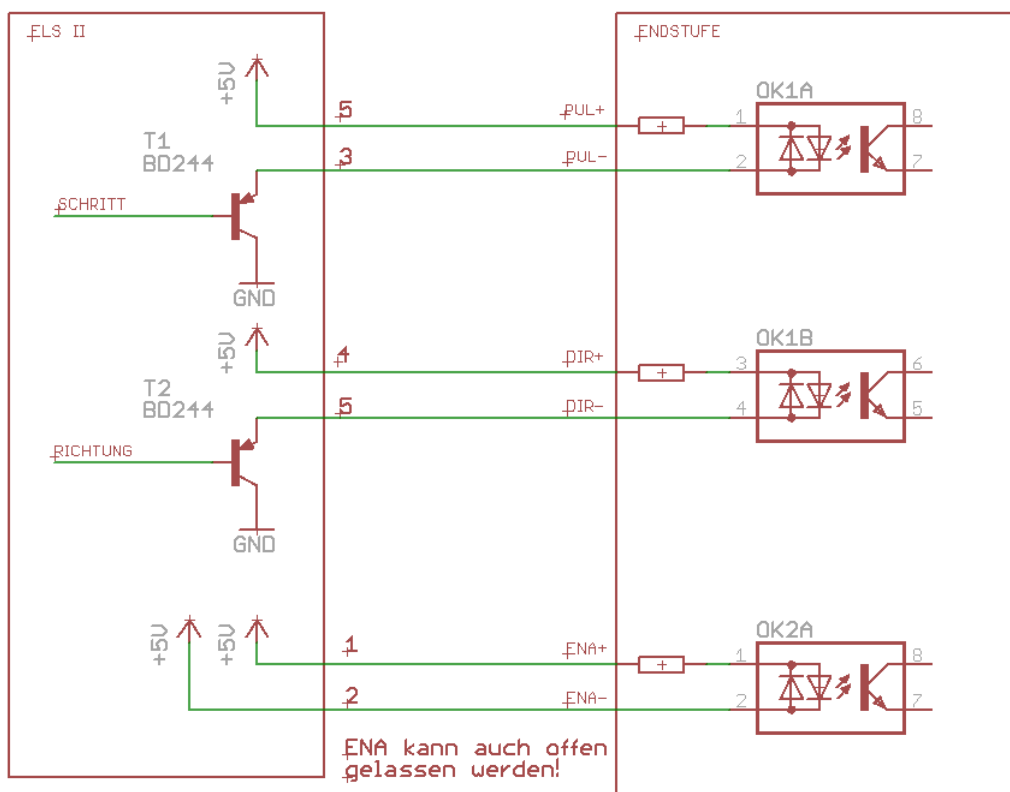 ELS II
ENDSTUFE
+5V
5
PUL+
OK1A
1
8
T1
BD244
3
PUL-
2
7
SCHRITT
GND
+5V
4
DIR+
OK1B
3
6
T2
BD244
5
DIR-
4
5
RICHTUNG
GND
+5V
+5V
1
ENA+
OK2A
1
8
2
ENA-
2
7
ENA kann auch offen
gelassen werden!